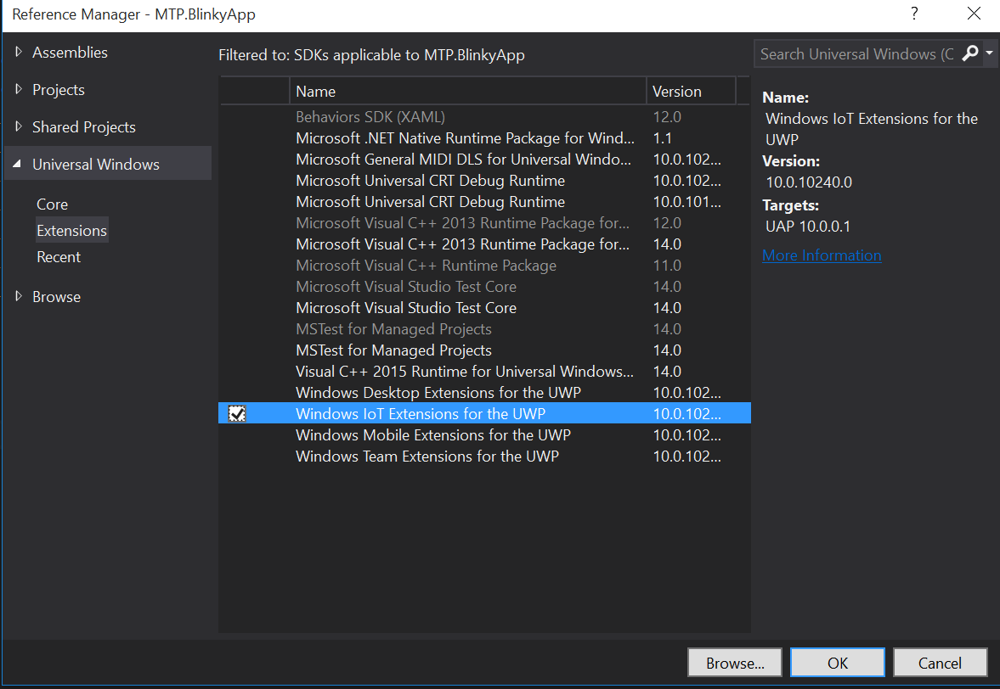 Reference Manager - MTP.BlinkyApp ?
Assemblies
Projects
Shared Projects
Universal Windows
Core
Extensions
Recent
Browse
Filtered to: SDKs applicable to MTP.BlinkyApp
Name Version
Behaviors SDK (XAML) 12.0
Microsoft .NET Native Runtime Package for Wind... 1.1
Microsoft General MIDI DLS for Universal Windo... 10.0.102...
Microsoft Universal CRT Debug Runtime 10.0.102...
Microsoft Universal CRT Debug Runtime 10.0.101...
Microsoft Visual C++ 2013 Runtime Package for... 12.0
Microsoft Visual C++ 2013 Runtime Package for... 14.0
Microsoft Visual C++ Runtime Package 11.0
Microsoft Visual Studio Test Core 14.0
Microsoft Visual Studio Test Core 14.0
MSTest for Managed Projects 14.0
MSTest for Managed Projects 14.0
Visual C++ 2015 Runtime for Universal Windows... 14.0
Windows Desktop Extensions for the UWP 10.0.102...
Windows IoT Extensions for the UWP 10.0.102...
Windows Mobile Extensions for the UWP 10.0.102...
Windows Team Extensions for the UWP 10.0.102...
Search Universal Windows (C
Name:
Windows IoT Extensions for the
UWP
Version:
10.0.10240.0
Targets:
UAP 10.0.0.1
More Information
Browse... OK Cancel